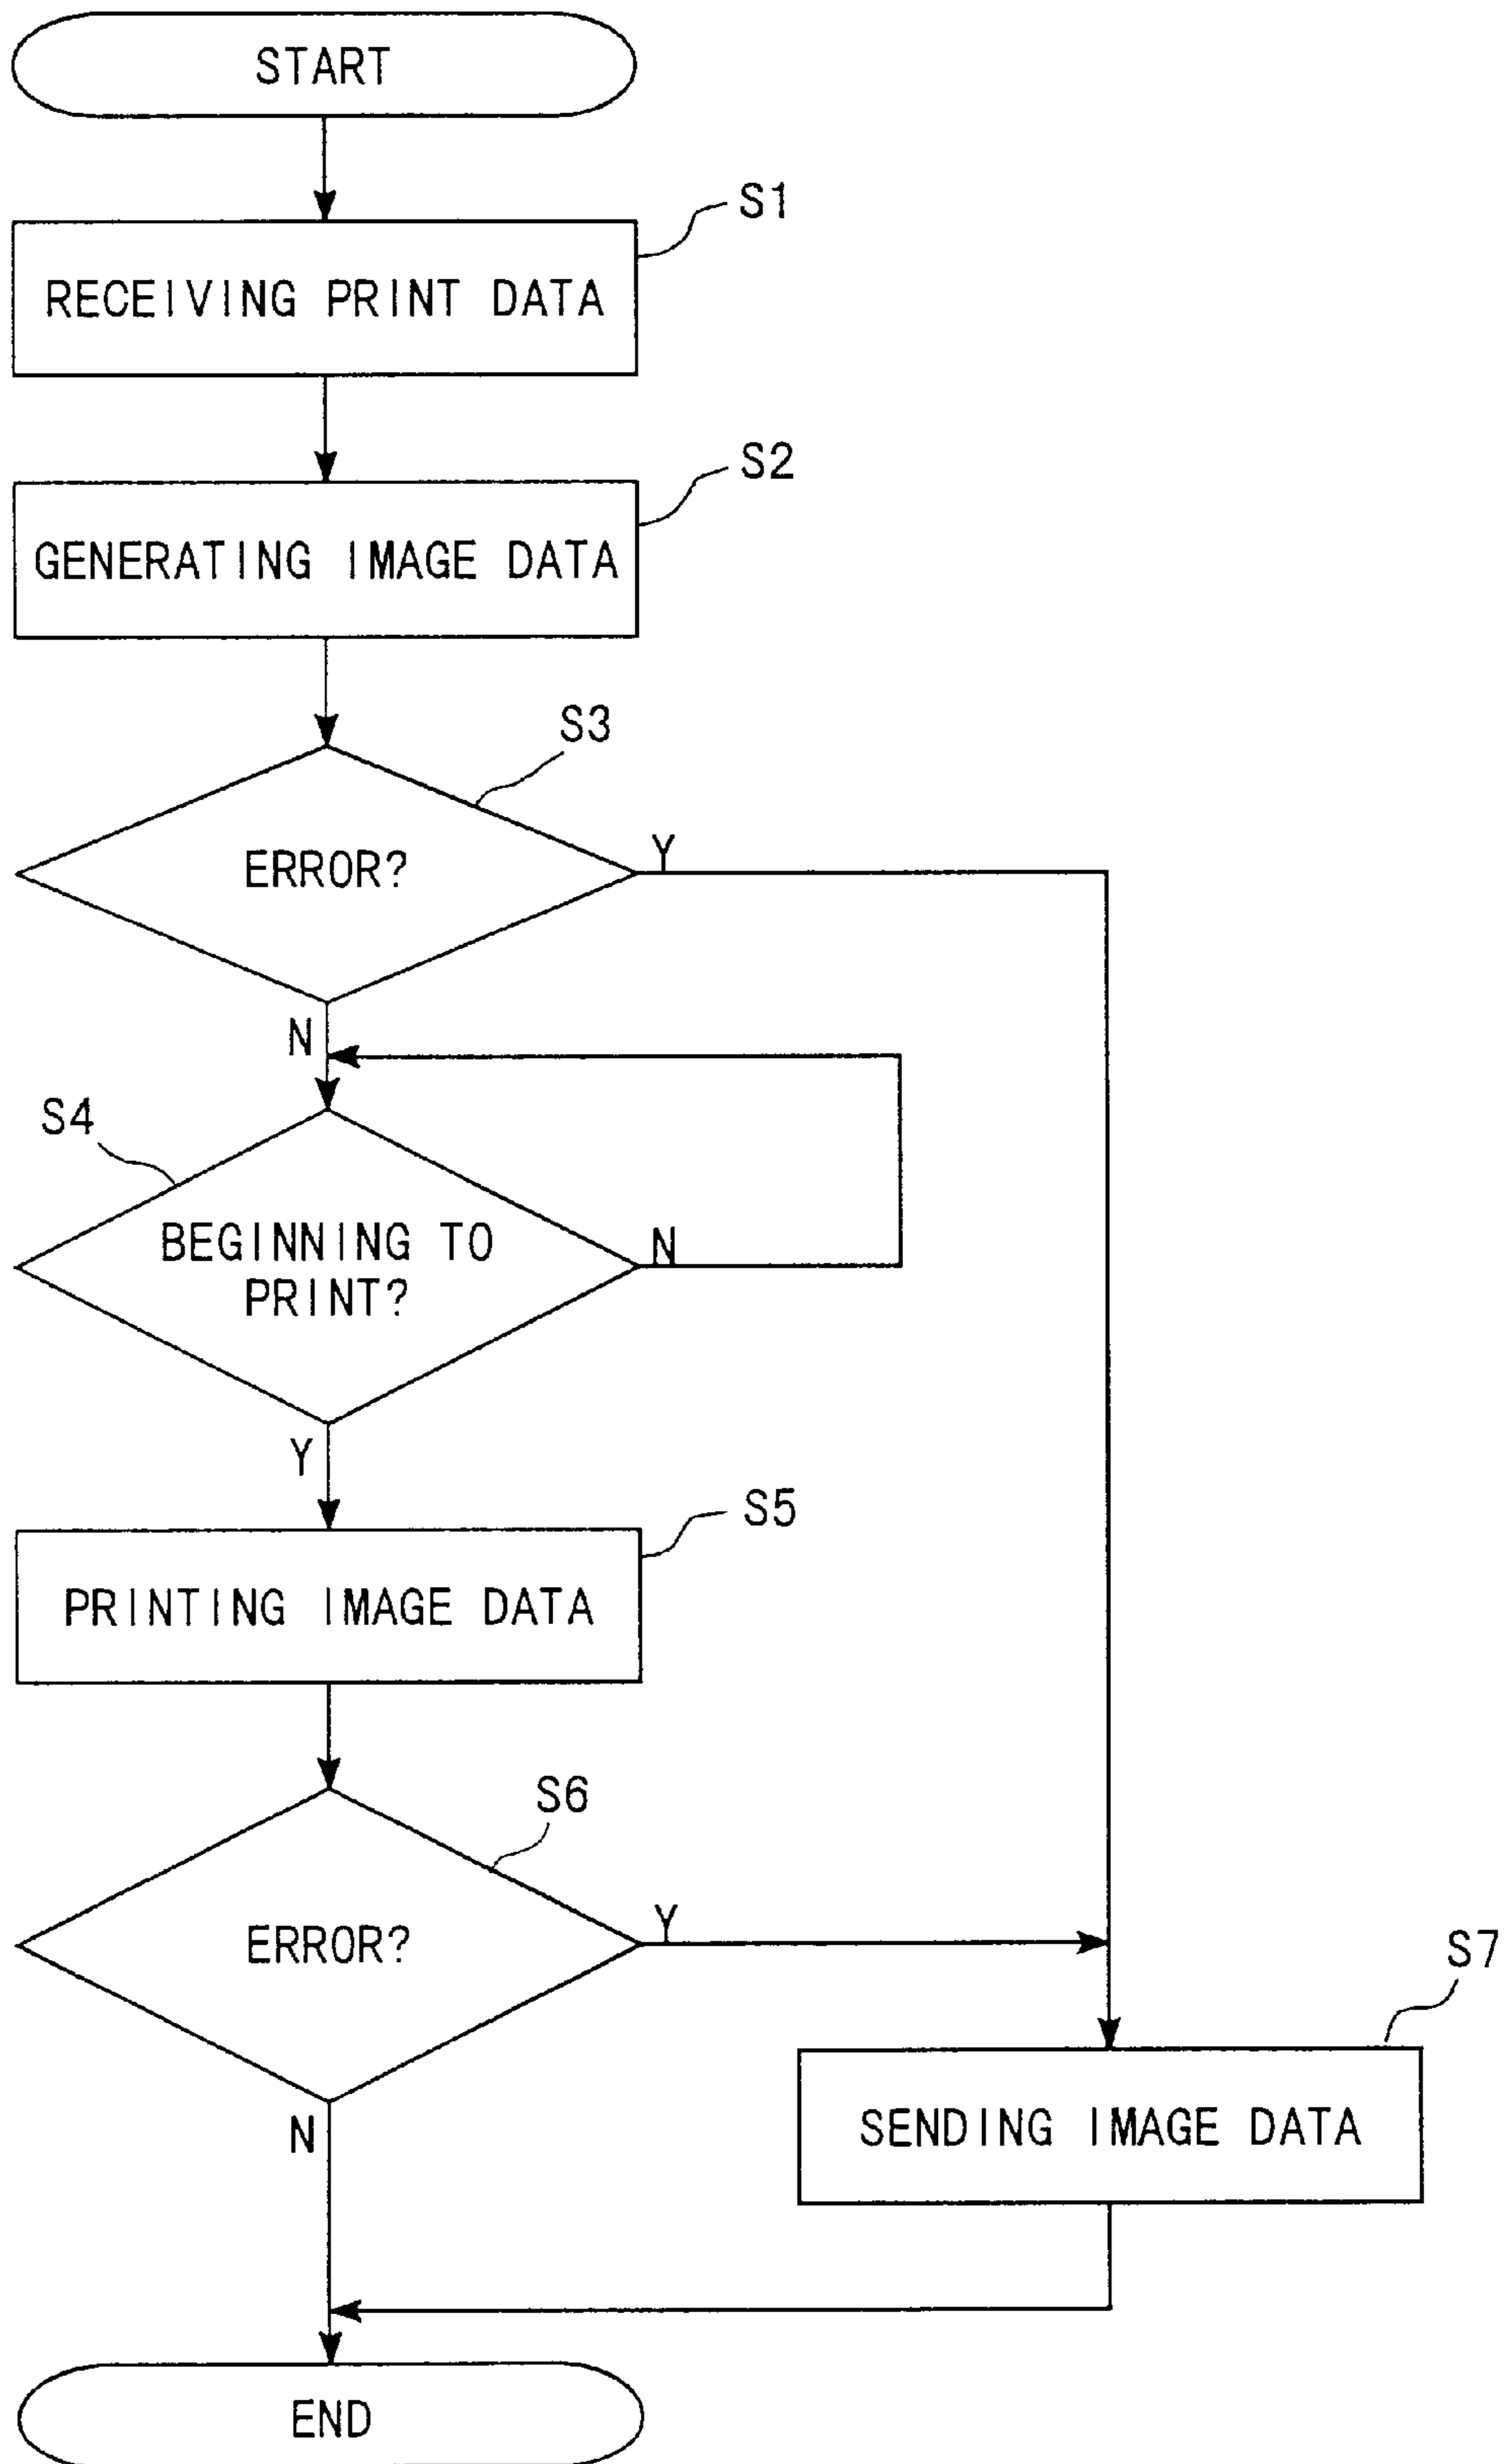 START
S1
RECEIVING PRINT DATA
S2
GENERATING IMAGE DATA
S3
ERROR?
Y
N
S4
BEGINNING TO
PRINT?
N
Y
S5
PRINTING IMAGE DATA
S6
ERROR?
Y
S7
SENDING IMAGE DATA
N
END